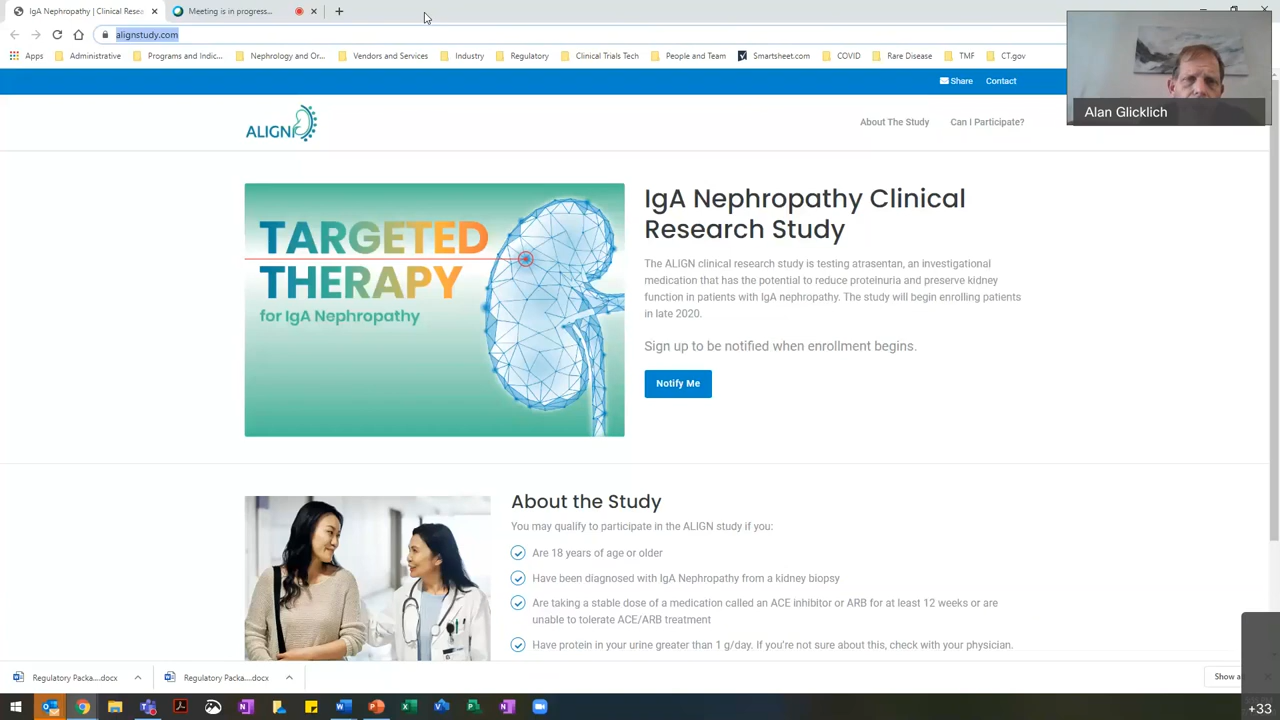 IgA Nephropathy | Clinical Resea
Meeting is in progress...
alignstudy.com
Apps
Administrative
Programs and Indic...
Nephrology and Or...
Vendors and Services
Industry
Regulatory
Clinical Trials Tech
People and Team
Smartsheet.com
COVID
Rare Disease
TMF
CT.gov
Share
Contact
Alan Glicklich
ALIGN
About The Study
Can I Participate?
TARGETED
THERAPY
for IgA Nephropathy
IgA Nephropathy Clinical
Research Study
The ALIGN clinical research study is testing atrasentan, an investigational
medication that has the potential to reduce proteinuria and preserve kidney
function in patients with IgA nephropathy. The study will begin enrolling patients
in late 2020.
Sign up to be notified when enrollment begins.
Notify Me
About the Study
You may qualify to participate in the ALIGN study if you:
Are 18 years of age or older
Have been diagnosed with IgA Nephropathy from a kidney biopsy
Are taking a stable dose of a medication called an ACE inhibitor or ARB for at least 12 weeks or are
unable to tolerate ACE/ARB treatment
Have protein in your urine greater than 1 g/day. If you're not sure about this, check with your physician.
Regulatory Packa....docx
Regulatory Packa....docx
Show a
+33